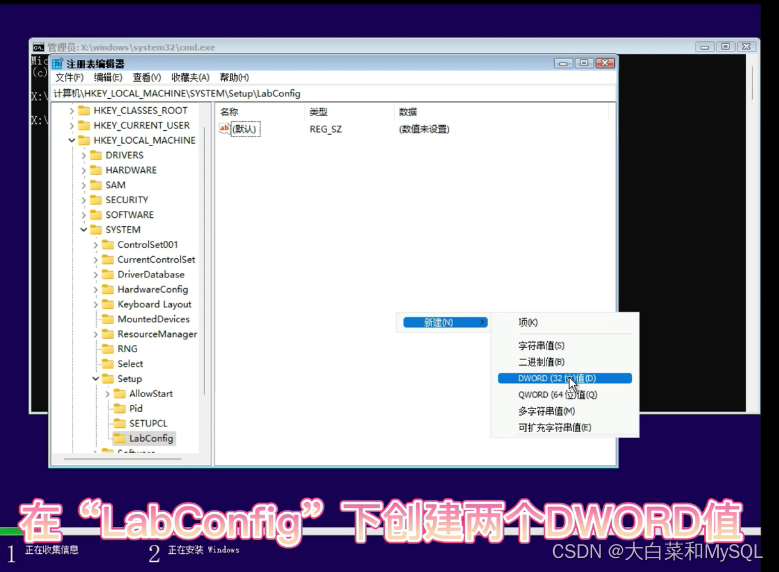 管理员: X:\windows\system32\cmd.exe
Mic
注册表编辑器
(c)
文件(F) 编辑(E) 查看(V) 收藏夹(A) 帮助(H)
计算机\HKEY_LOCAL_MACHINE\SYSTEM\Setup\LabConfig
X:\
X:\
名称 类型 数据
ab (默认) REG_SZ (数值未设置)
HKEY_CLASSES_ROOT
HKEY_CURRENT_USER
HKEY_LOCAL_MACHINE
DRIVERS
HARDWARE
SAM
SECURITY
SOFTWARE
SYSTEM
ControlSet001
CurrentControlSet
DriverDatabase
HardwareConfig
Keyboard Layout
MountedDevices
ResourceManager
RNG
Select
Setup
AllowStart
Pid
SETUPCL
LabConfig
Software
新建(N)
项(K)
字符串值(S)
二进制值(B)
DWORD (32 位)值(D)
QWORD (64 位)值(Q)
多字符串值(M)
可扩充字符串值(E)
在“LabConfig”下创建两个DWORD值
1 正在收集信息 2 正在安装 Windows
CSDN @大白菜和MySQL